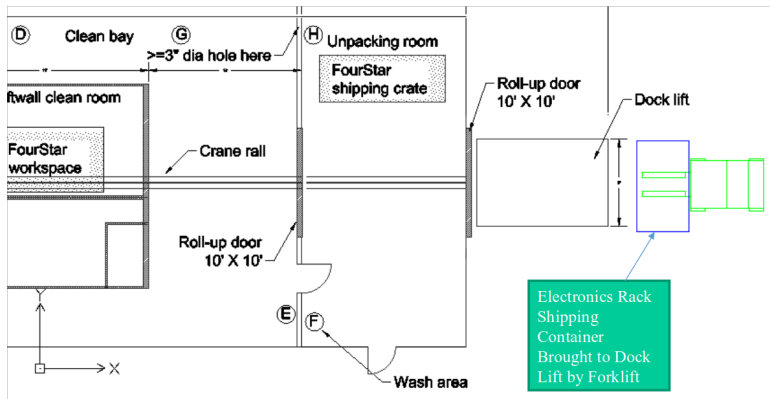 D
Clean bay
G
>=3" dia hole here
H
Unpacking room
FourStar
shipping crate
Roll-up door
10' X 10'
Dock lift
ftwall clean room
FourStar
workspace
Crane rail
Roll-up door
10' X 10'
E
F
Wash area
Y
X
Electronics Rack
Shipping
Container
Brought to Dock
Lift by Forklift